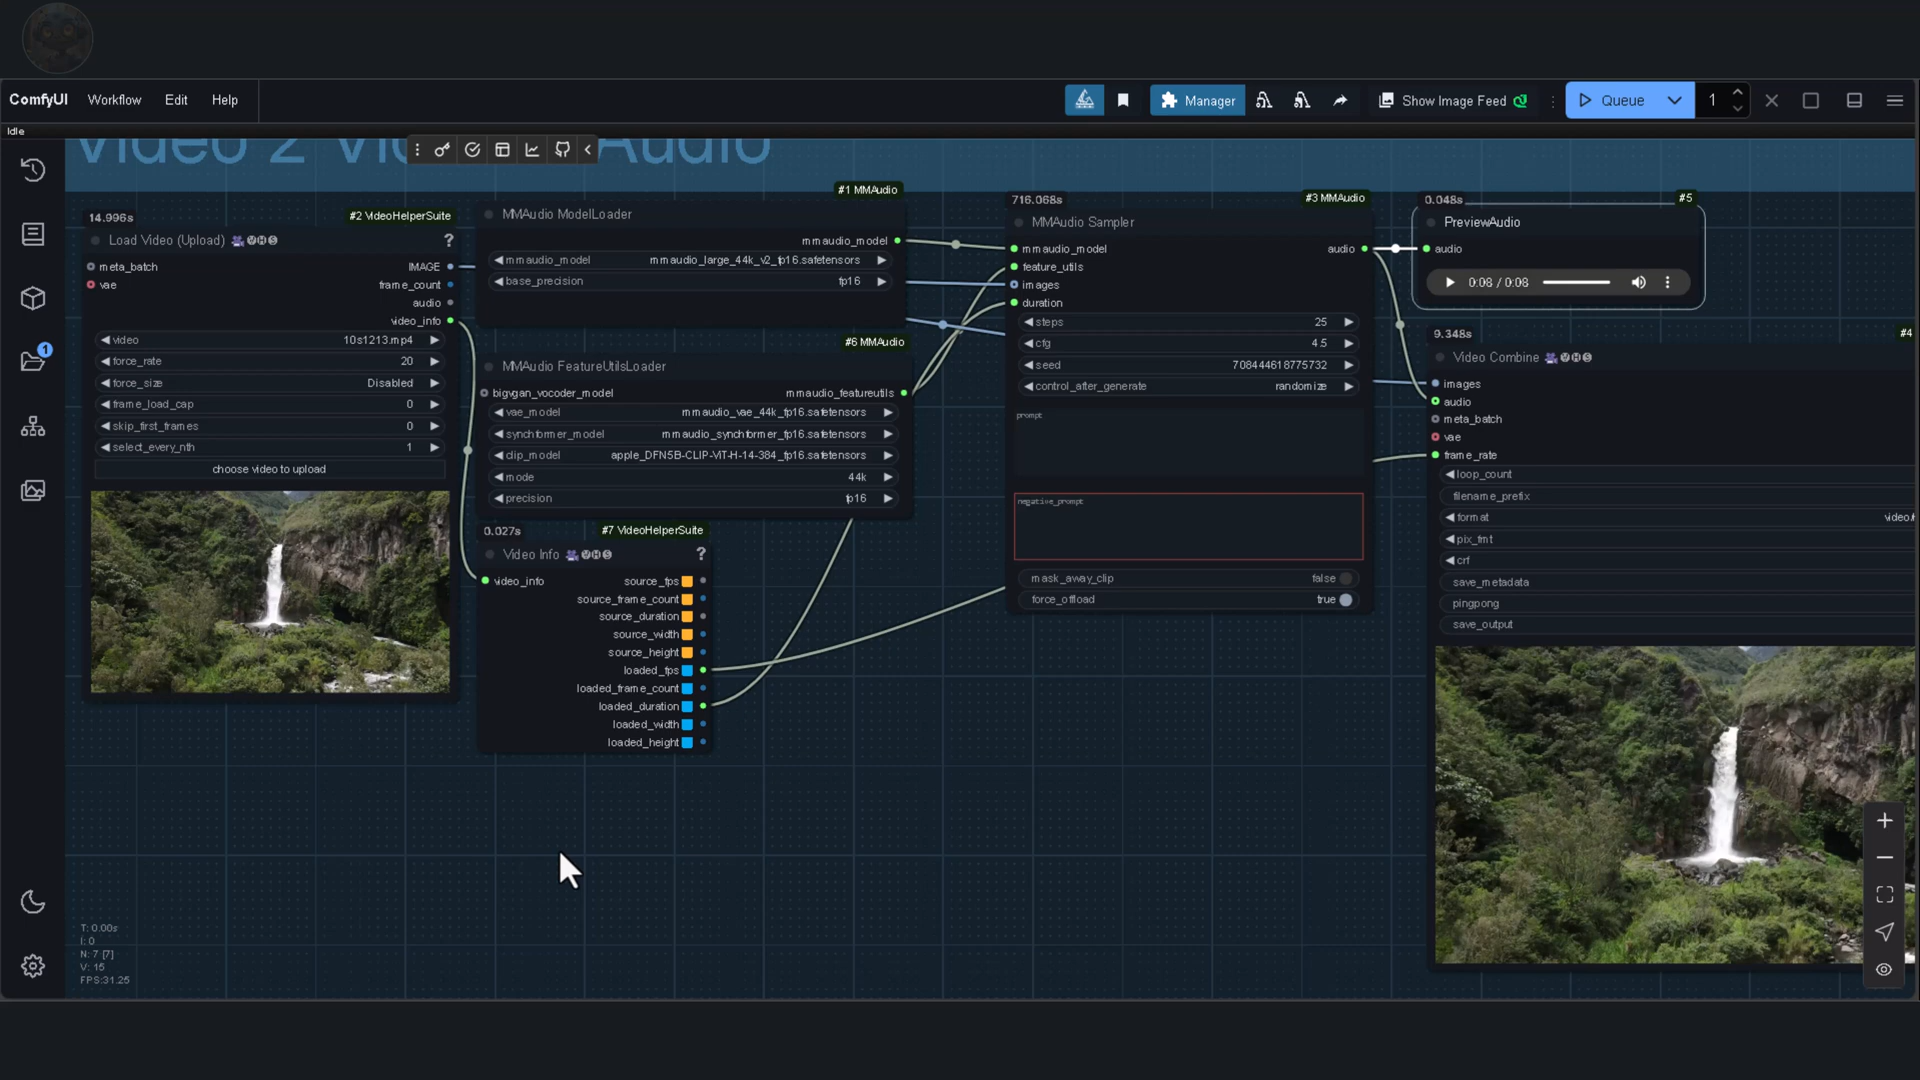 ComfyUI Workflow Edit Help
Manager
Show Image Feed
Queue
1
Idle
14.996s
#2 VideoHelperSuite
Load Video (Upload)
?
meta_batch
IMAGE
vae
frame_count
audio
video_info
video 10s1213.mp4
force_rate 20
force_size Disabled
frame_load_cap 0
skip_first_frames 0
select_every_nth 1
choose video to upload
#1 MMAudio
MMAudio ModelLoader
mmaudio_model
mmaudio_model mmaudio_large_44k_v2_fp16.safetensors
base_precision fp16
#6 MMAudio
MMAudio FeatureUtilsLoader
bigvgan_vocoder_model mmaudio_featureutils
vae_model mmaudio_vae_44k_fp16.safetensors
synchformer_model mmaudio_synchformer_fp16.safetensors
clip_model apple_DFN5B-CLIP-ViT-H-14-384_fp16.safetensors
mode 44k
precision fp16
0.027s
#7 VideoHelperSuite
Video Info
?
video_info
source_fps
source_frame_count
source_duration
source_width
source_height
loaded_fps
loaded_frame_count
loaded_duration
loaded_width
loaded_height
716.068s
#3 MMAudio
MMAudio Sampler
mmaudio_model
audio
feature_utils
images
duration
steps 25
cfg 4.5
seed 708444618775732
control_after_generate randomize
prompt
negative_prompt
mask_away_clip false
force_offload true
0.048s
#5
PreviewAudio
audio
0:08 / 0:08
9.348s
#4
Video Combine
images
audio
meta_batch
vae
frame_rate
loop_count
filename_prefix
format
pix_fmt
crf
save_metadata
pingpong
save_output
1
T: 0.00s
I: 0
N: 7 [7]
V: 15
FPS:31.25